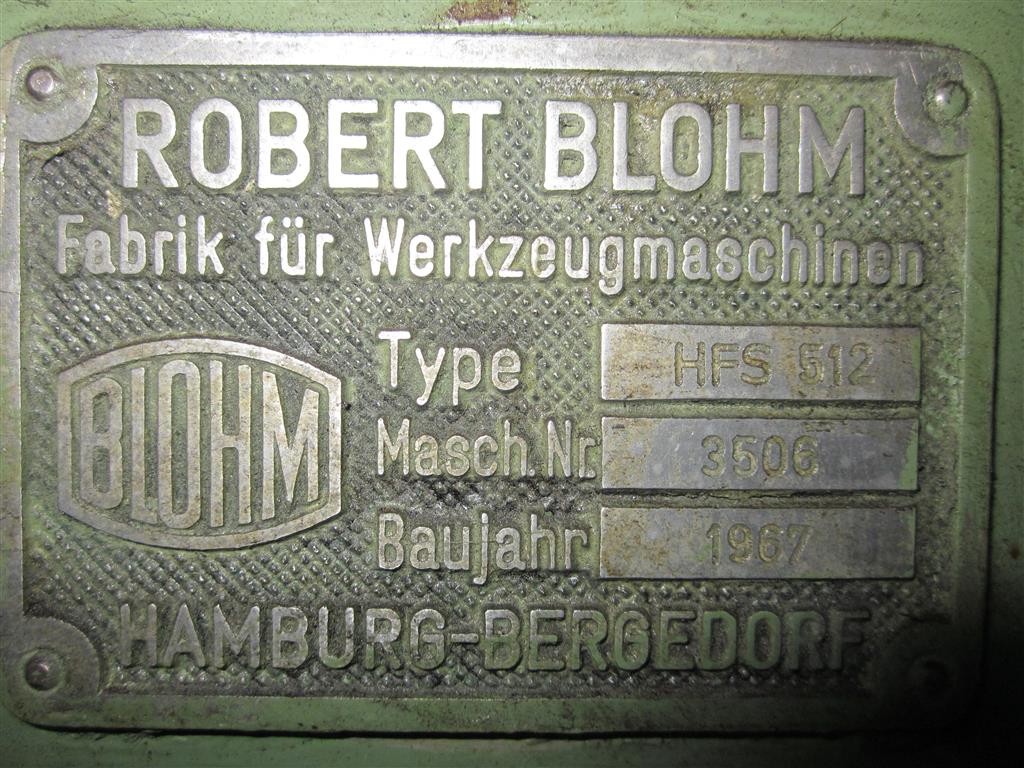 ROBERT BLOHM
Fabrik für Werkzeugmaschinen
BLOHM
Type HFS 512
Masch.Nr. 3506
Baujahr 1967
HAMBURG-BERGEDORF